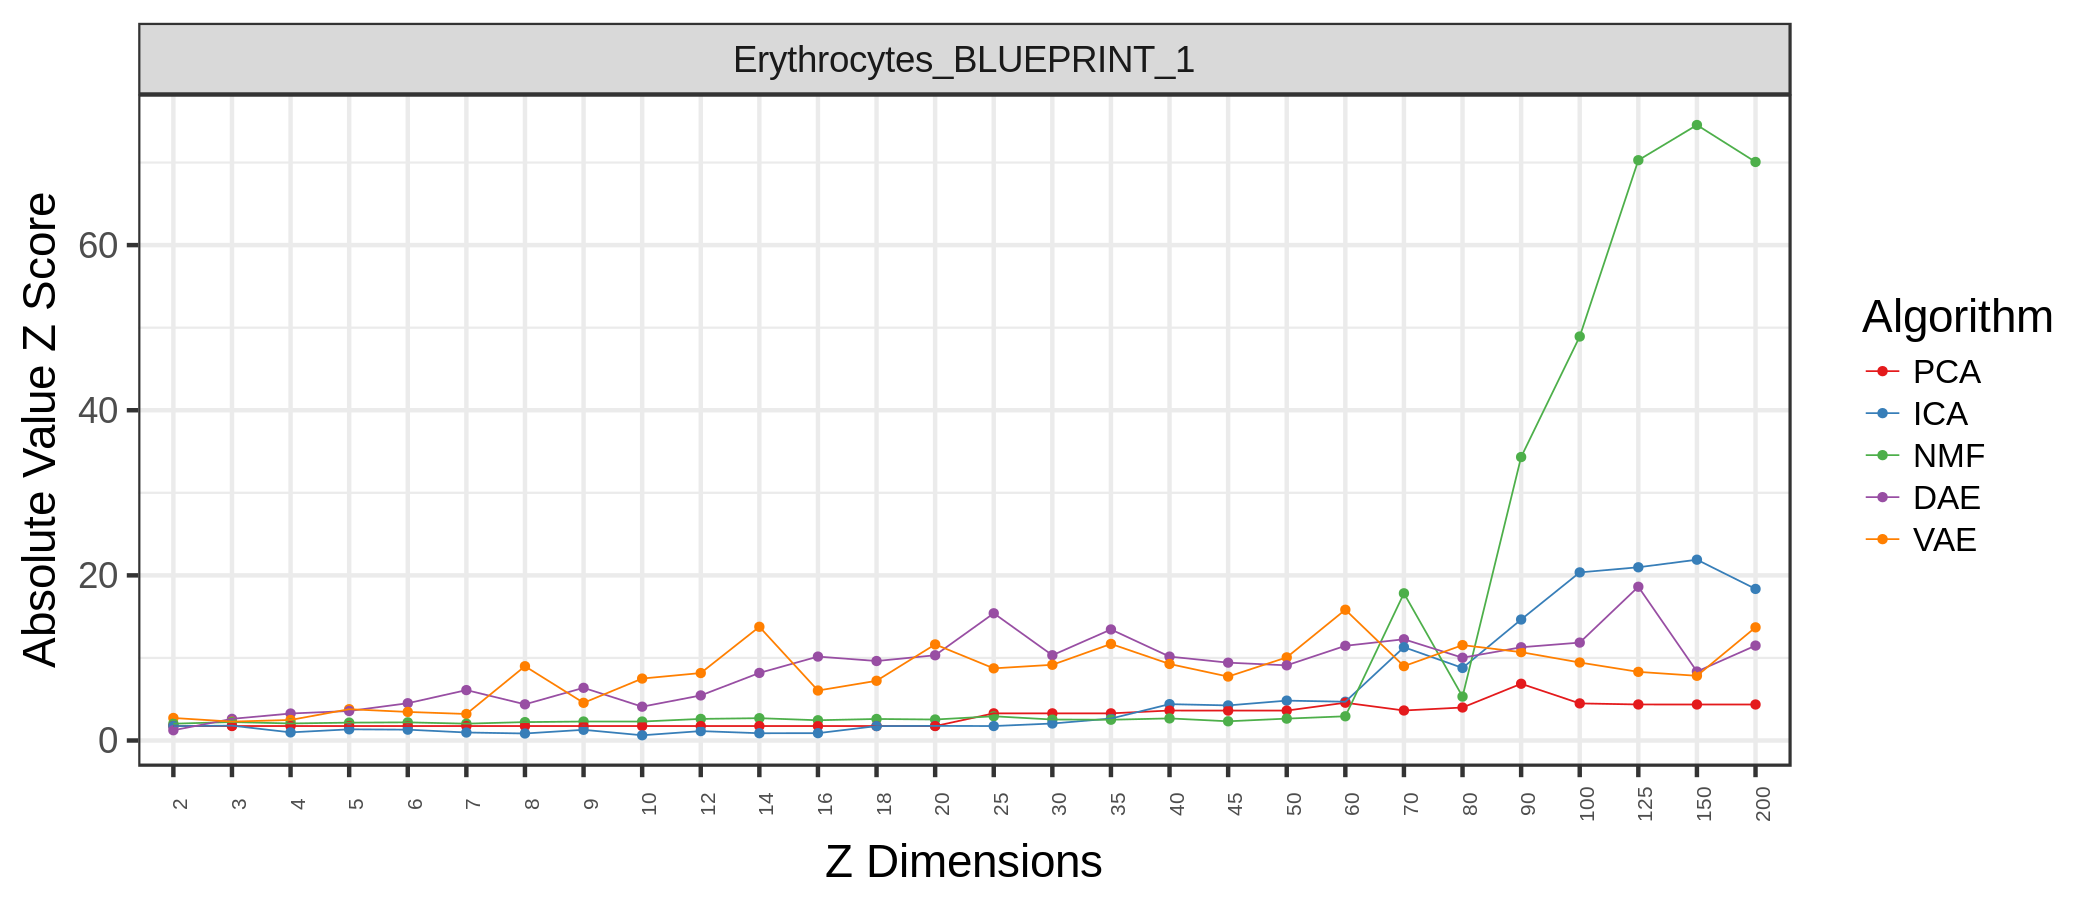 Erythrocytes_BLUEPRINT_1
Absolute Value Z Score
60
40
20
0
2 3 4 5 6 7 8 9 10 12 14 16 18 20 25 30 35 40 45 50 60 70 80 90 100 125 150 200
Z Dimensions
Algorithm
PCA
ICA
NMF
DAE
VAE